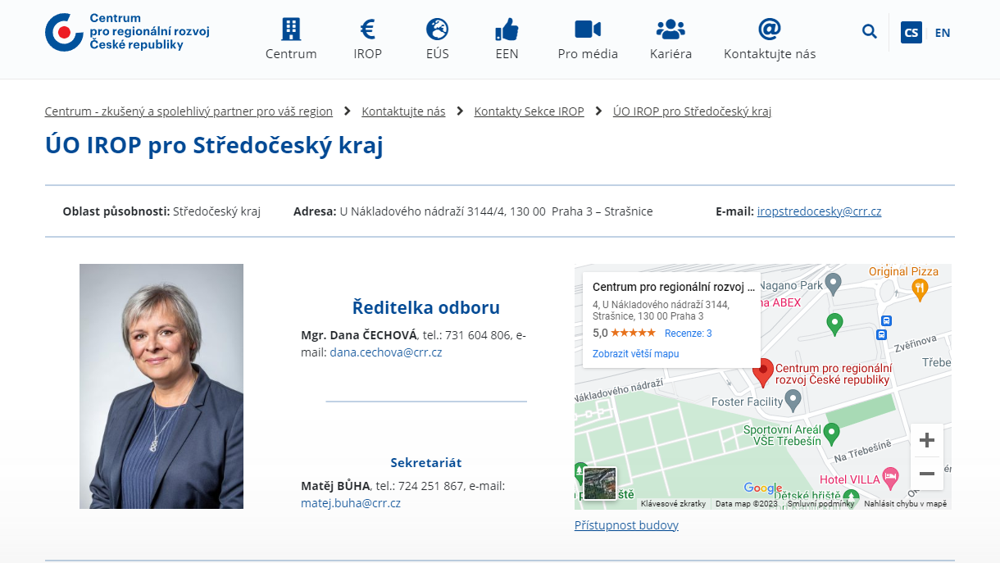 Centrum
pro regionální rozvoj
České republiky
Centrum
IROP
EÚS
EEN
Pro média
Kariéra
Kontaktujte nás
CS
EN
Centrum - zkušený a spolehlivý partner pro váš region
Kontaktujte nás
Kontakty Sekce IROP
ÚO IROP pro Středočeský kraj
ÚO IROP pro Středočeský kraj
Oblast působnosti: Středočeský kraj
Adresa: U Nákladového nádraží 3144/4, 130 00 Praha 3 – Strašnice
E-mail: iropstredocesky@crr.cz
Ředitelka odboru
Mgr. Dana ČECHOVÁ, tel.: 731 604 806, e-
mail: dana.cechova@crr.cz
Sekretariát
Matěj BŮHA, tel.: 724 251 867, e-mail:
matej.buha@crr.cz
Centrum pro regionální rozvoj ...
4, U Nákladového nádraží 3144,
Strašnice, 130 00 Praha 3
5,0 ★★★★★ Recenze: 3
Zobrazit větší mapu
Original Pizza
Nagano Park
na ABEX
Zvěřinova
Třebe
Centrum pro regionální
rozvoj České republiky
Nákladového nádraží
Foster Facility
Sportovní Areál
VŠE Třebešín
Na Třebešíně
Hotel VILLA
Google
Dětské hřiště
Klávesové zkratky
Data map ©2023
Smluvní podmínky
Nahlásit chybu v mapě
Přístupnost budovy